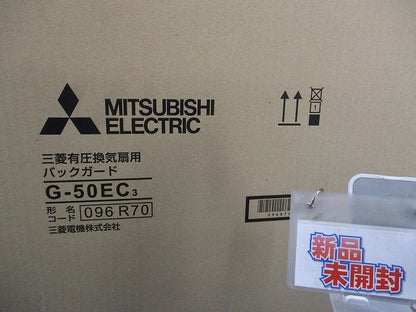 MITSUBISHI
ELECTRIC
三菱有圧換気扇用
バックガード
G-50EC3
形名
コード 096 R70
三菱電機株式会社
1
新品
未開封